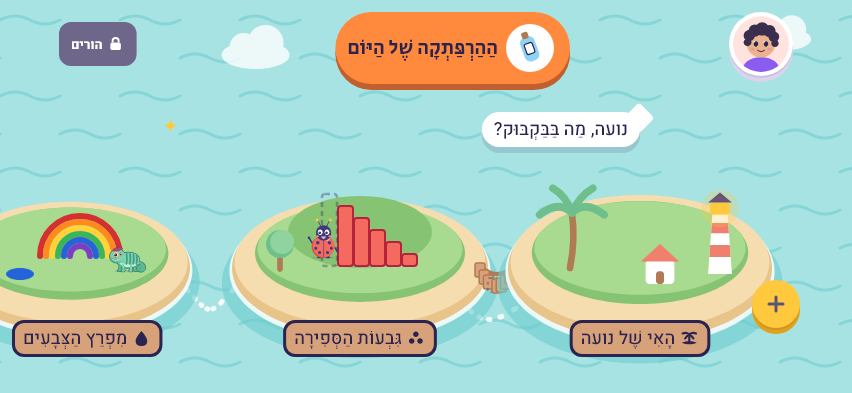 הַהַרְפַּתְקָה שֶׁל הַיּוֹם
הורים
נועה, מַה בַּבַּקְבּוּק?
הָאִי שֶׁל נועה
גִּבְעוֹת הַסְּפִירָה
מִפְרַץ הַצְּבָעִים